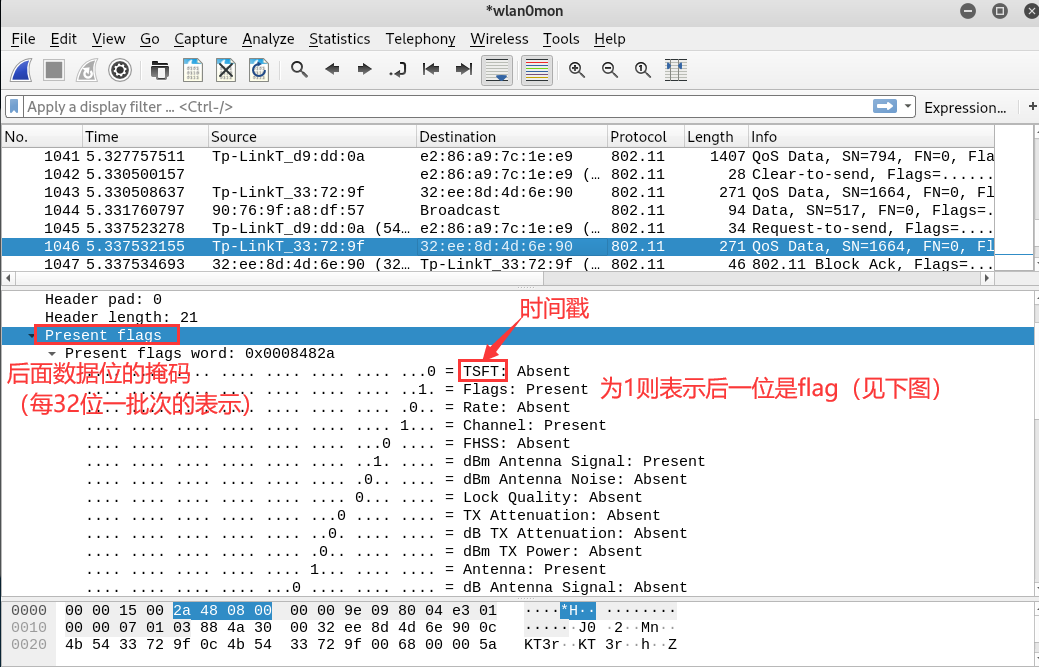 *wlan0mon
File Edit View Go Capture Analyze Statistics Telephony Wireless Tools Help
Apply a display filter ... <Ctrl-/> Expression... +
No. Time Source Destination Protocol Length Info
1041 5.327757511 Tp-LinkT_d9:dd:0a e2:86:a9:7c:1e:e9 802.11 1407 QoS Data, SN=794, FN=0, Fla
1042 5.330500157 e2:86:a9:7c:1e:e9 (… 802.11 28 Clear-to-send, Flags=......
1043 5.330508637 Tp-LinkT_33:72:9f 32:ee:8d:4d:6e:90 802.11 271 QoS Data, SN=1664, FN=0, Fl
1044 5.331760797 90:76:9f:a8:df:57 Broadcast 802.11 94 Data, SN=517, FN=0, Flags=.
1045 5.337523278 Tp-LinkT_d9:dd:0a (54… e2:86:a9:7c:1e:e9 (… 802.11 34 Request-to-send, Flags=....
1046 5.337532155 Tp-LinkT_33:72:9f 32:ee:8d:4d:6e:90 802.11 271 QoS Data, SN=1664, FN=0, Fl
1047 5.337534693 32:ee:8d:4d:6e:90 (32… Tp-LinkT_33:72:9f (… 802.11 46 802.11 Block Ack, Flags=...
Header pad: 0
Header length: 21
时间戳
Present flags
Present flags word: 0x0008482a
后面数据位的掩码
（每32位一批次的表示）
.... .... .... .... .... ...0 = TSFT: Absent
为1则表示后一位是flag（见下图）
.... .... .... .... .... ..1. = Flags: Present
.... .... .... .... .0.. = Rate: Absent
.... .... .... .... .... .... 1... = Channel: Present
.... .... .... .... .... .... ...0 .... = FHSS: Absent
.... .... .... .... .... .... ..1. .... = dBm Antenna Signal: Present
.... .... .... .... .... .... .0.. .... = dBm Antenna Noise: Absent
.... .... .... .... .... .... 0... .... = Lock Quality: Absent
.... .... .... .... .... ...0 .... .... = TX Attenuation: Absent
.... .... .... .... .... ..0. .... .... = dB TX Attenuation: Absent
.... .... .... .... .... .0.. .... .... = dBm TX Power: Absent
.... .... .... .... .... 1... .... .... = Antenna: Present
.... .... .... .... ...0 .... .... .... = dB Antenna Signal: Absent
0000 00 00 15 00 2a 48 08 00 00 00 9e 09 80 04 e3 01 ····*H·· ········
0010 00 00 07 01 03 88 4a 30 00 32 ee 8d 4d 6e 90 0c ······J0 ·2··Mn··
0020 4b 54 33 72 9f 0c 4b 54 33 72 9f 00 68 00 00 5a KT3r··KT 3r··h··Z